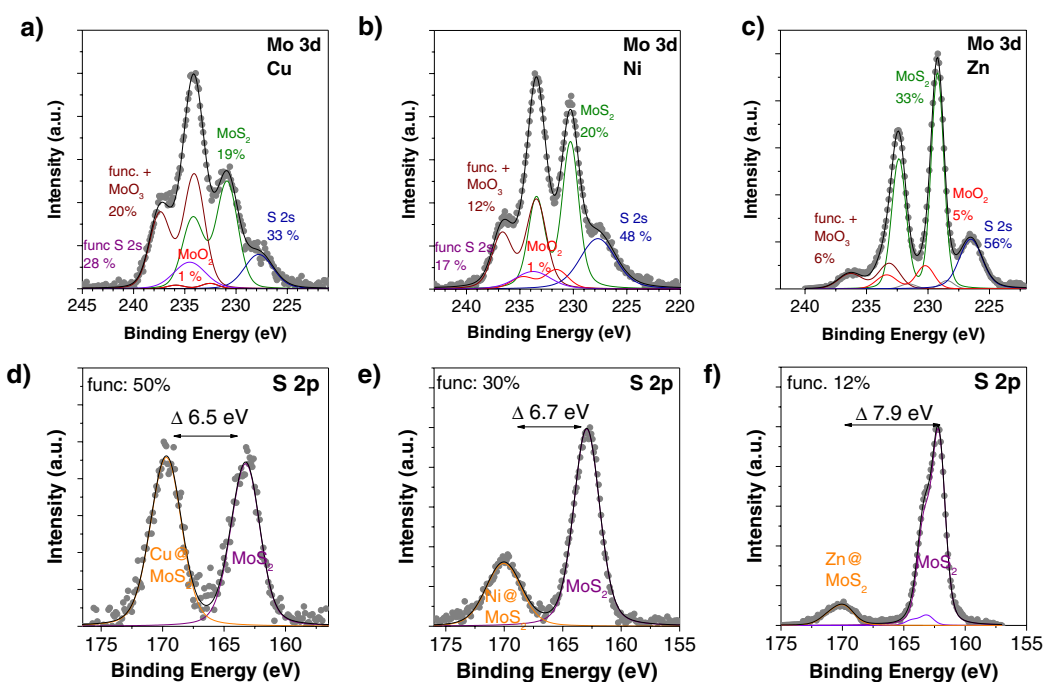 a)
Mo 3d
Cu
MoS2
19%
func. +
MoO3
20%
S 2s
33 %
func S 2s
28 %
MoO2
1 %
245 240 235 230 225
Binding Energy (eV)
Intensity (a.u.)
b)
Mo 3d
Ni
MoS2
20%
func. +
MoO3
12%
S 2s
48 %
func S 2s
17 %
MoO2
1 %
240 235 230 225 220
Binding Energy (eV)
Intensity (a.u.)
c)
Mo 3d
Zn
MoS2
33%
MoO2
5%
func. +
MoO3
6%
S 2s
56%
240 235 230 225
Binding Energy (eV)
Intensity (a.u.)
d)
func: 50%
S 2p
Δ 6.5 eV
Cu@
MoS2
MoS2
175 170 165 160
Binding Energy (eV)
Intensity (a.u.)
e)
func: 30%
S 2p
Δ 6.7 eV
Ni@
MoS2
MoS2
175 170 165 160 155
Binding Energy (eV)
Intensity (a.u.)
f)
func. 12%
S 2p
Δ 7.9 eV
Zn@
MoS2
MoS2
175 170 165 160 155
Binding Energy (eV)
Intensity (a.u.)